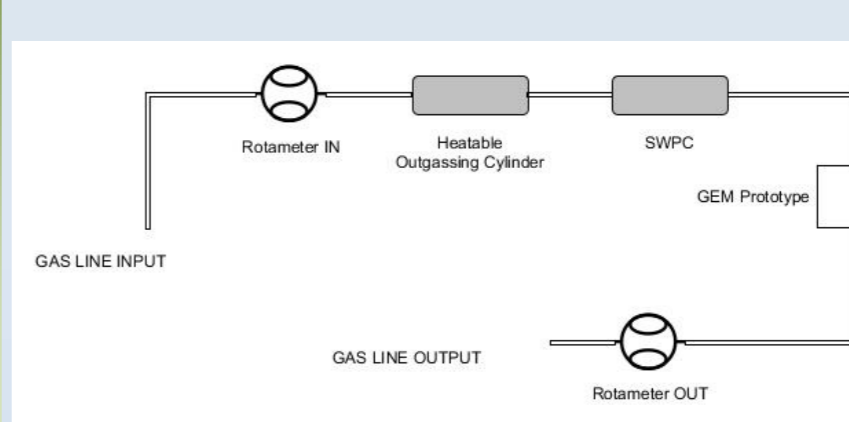 Rotameter IN
Heatable
Outgassing Cylinder
SWPC
GEM Prototype
GAS LINE INPUT
GAS LINE OUTPUT
Rotameter OUT